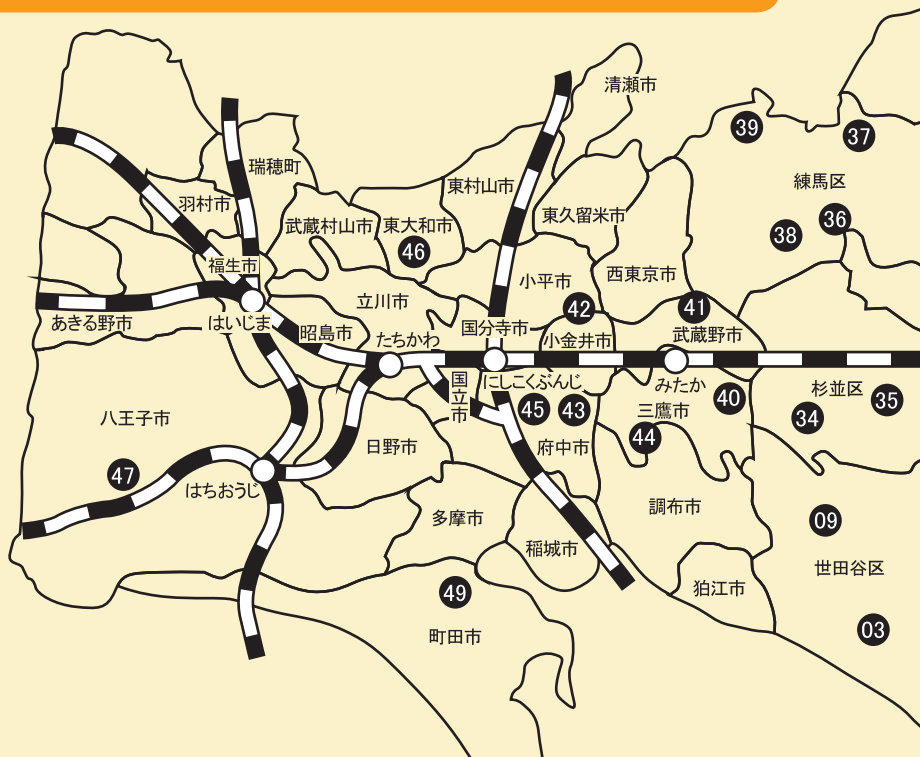 清瀬市
39
37
瑞穂町
練馬区
東村山市
羽村市
東久留米市
36
武蔵村山市
東大和市
38
46
福生市
西東京市
小平市
立川市
42
41
あきる野市
はいじま
昭島市
たちかわ
国分寺市
小金井市
武蔵野市
国立市
にしこくぶんじ
みたか
杉並区
40
35
八王子市
45
43
三鷹市
34
44
日野市
府中市
47
はちおうじ
多摩市
調布市
09
稲城市
世田谷区
49
狛江市
03
町田市